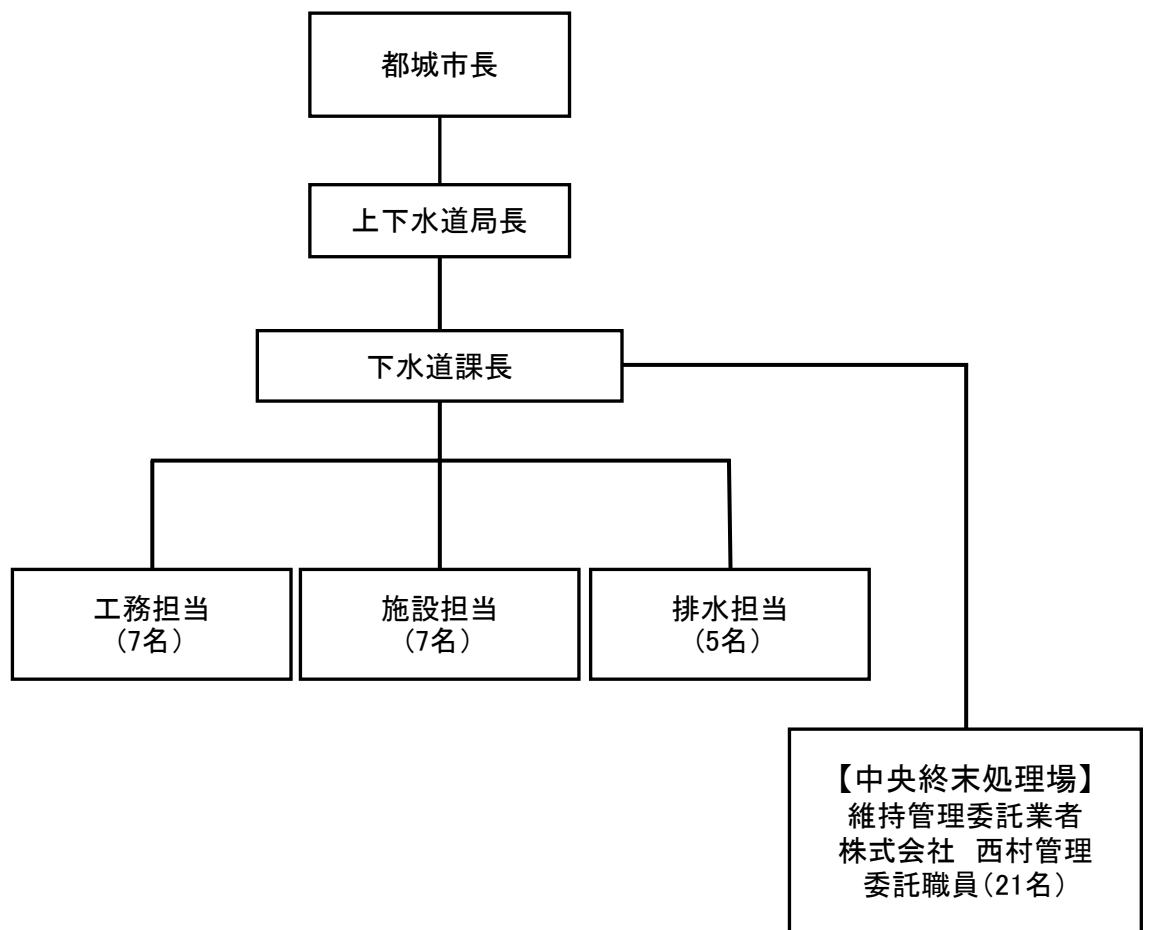 都城市長
上下水道局長
下水道課長
工務担当
(7名)
施設担当
(7名)
排水担当
(5名)
【中央終末処理場】
維持管理委託業者
株式会社　西村管理
委託職員(21名)